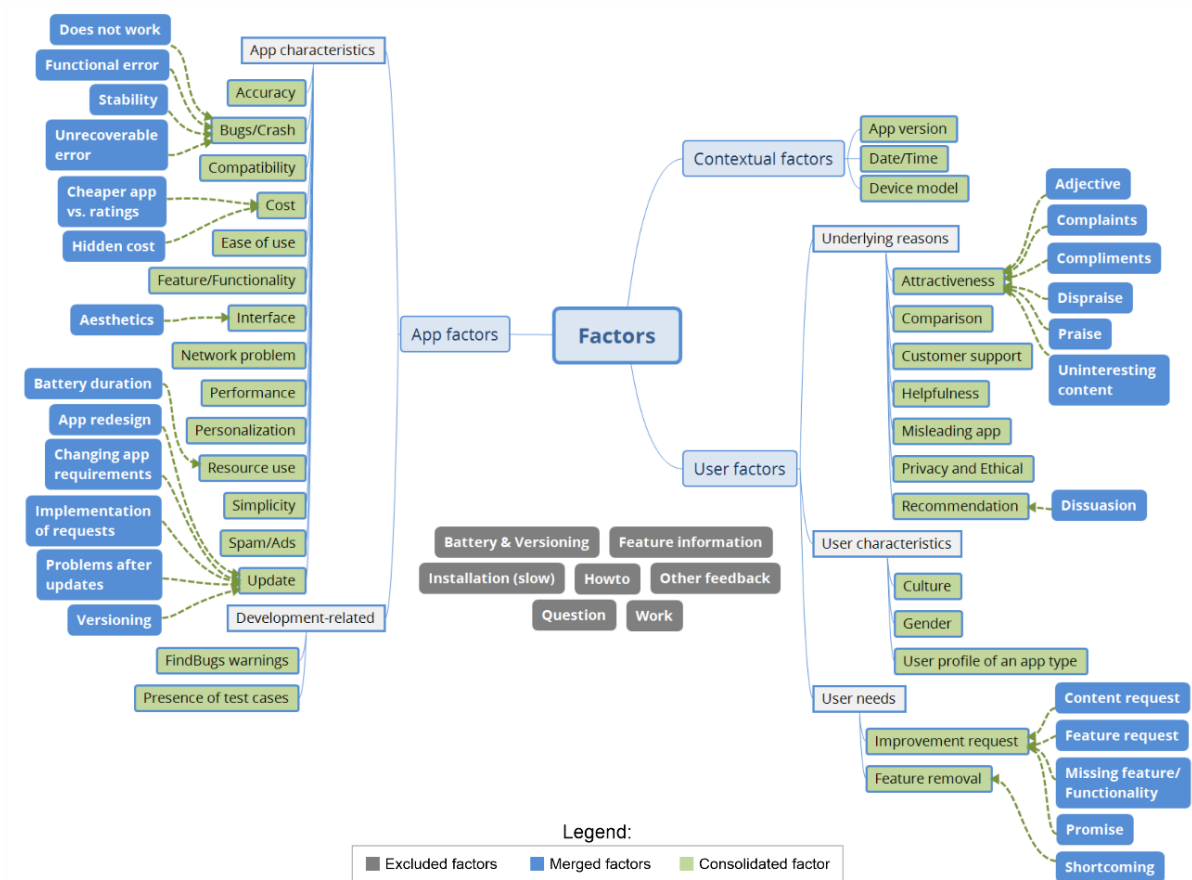 Does not work
Functional error
Stability
Unrecoverable
error
Cheaper app
vs. ratings
Hidden cost
Aesthetics
Battery duration
App redesign
Changing app
requirements
Implementation
of requests
Problems after
updates
Versioning
App characteristics
Accuracy
Bugs/Crash
Compatibility
Cost
Ease of use
Feature/Functionality
Interface
Network problem
Performance
Personalization
Resource use
Simplicity
Spam/Ads
Update
Development-related
FindBugs warnings
Presence of test cases
App factors
Factors
Contextual factors
App version
Date/Time
Device model
User factors
Underlying reasons
Attractiveness
Comparison
Customer support
Helpfulness
Misleading app
Privacy and Ethical
Recommendation
Adjective
Complaints
Compliments
Dispraise
Praise
Uninteresting
content
Dissuasion
User characteristics
Culture
Gender
User profile of an app type
User needs
Improvement request
Feature removal
Content request
Feature request
Missing feature/
Functionality
Promise
Shortcoming
Battery & Versioning
Feature information
Installation (slow)
Howto
Other feedback
Question
Work
Legend:
Excluded factors
Merged factors
Consolidated factor